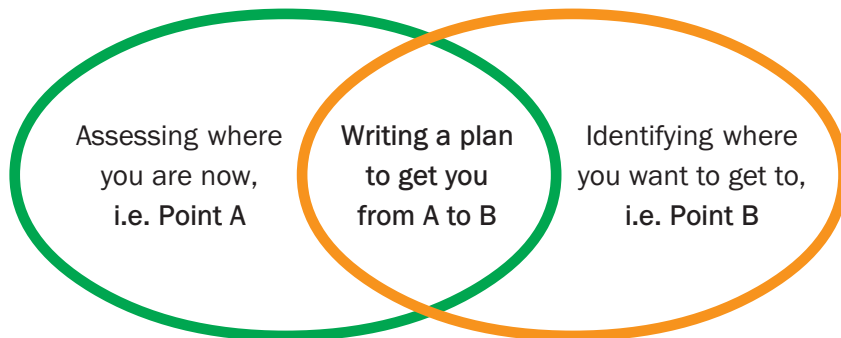 Assessing where
you are now,
i.e. Point A
Writing a plan
to get you
from A to B
Identifying where
you want to get to,
i.e. Point B